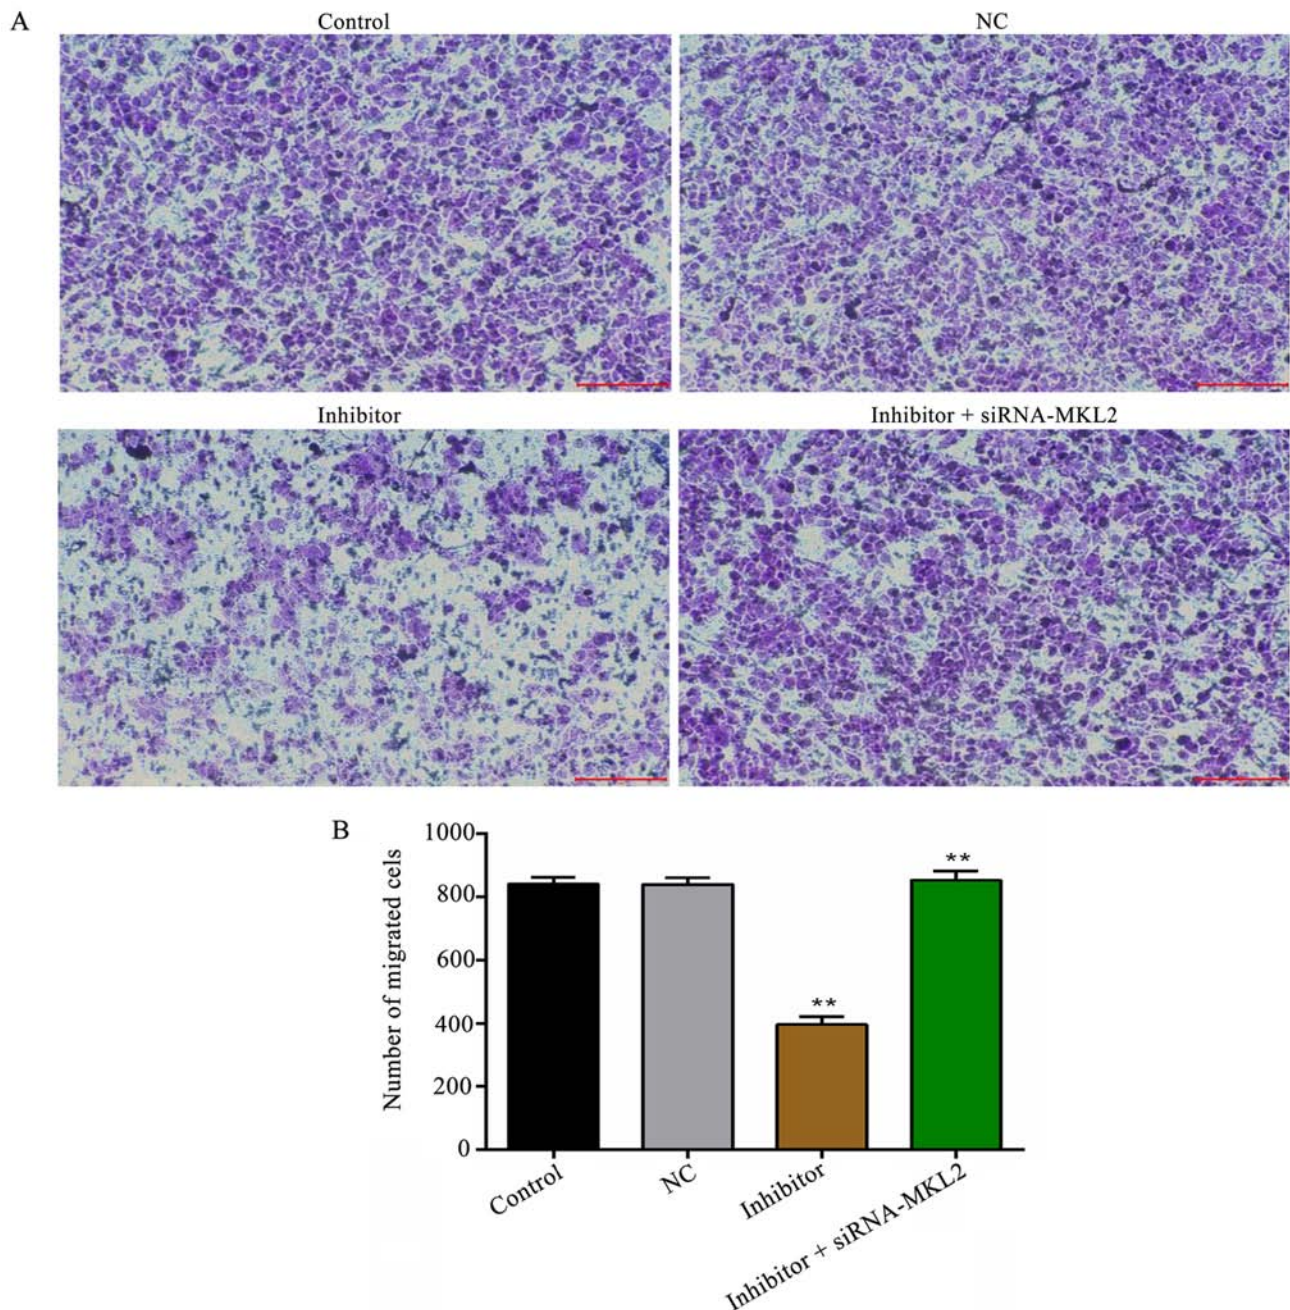 A
Control
NC
Inhibitor
Inhibitor + siRNA-MKL2
B
Number of migrated cels
1000
800
600
400
200
0
**
**
Control
NC
Inhibitor
Inhibitor + siRNA-MKL2